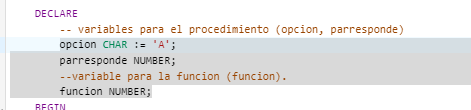 DECLARE
-- variables para el procedimiento (opcion, parresponde)
opcion CHAR := 'A';
parresponde NUMBER;
--variable para la funcion (funcion).
funcion NUMBER;
BEGIN